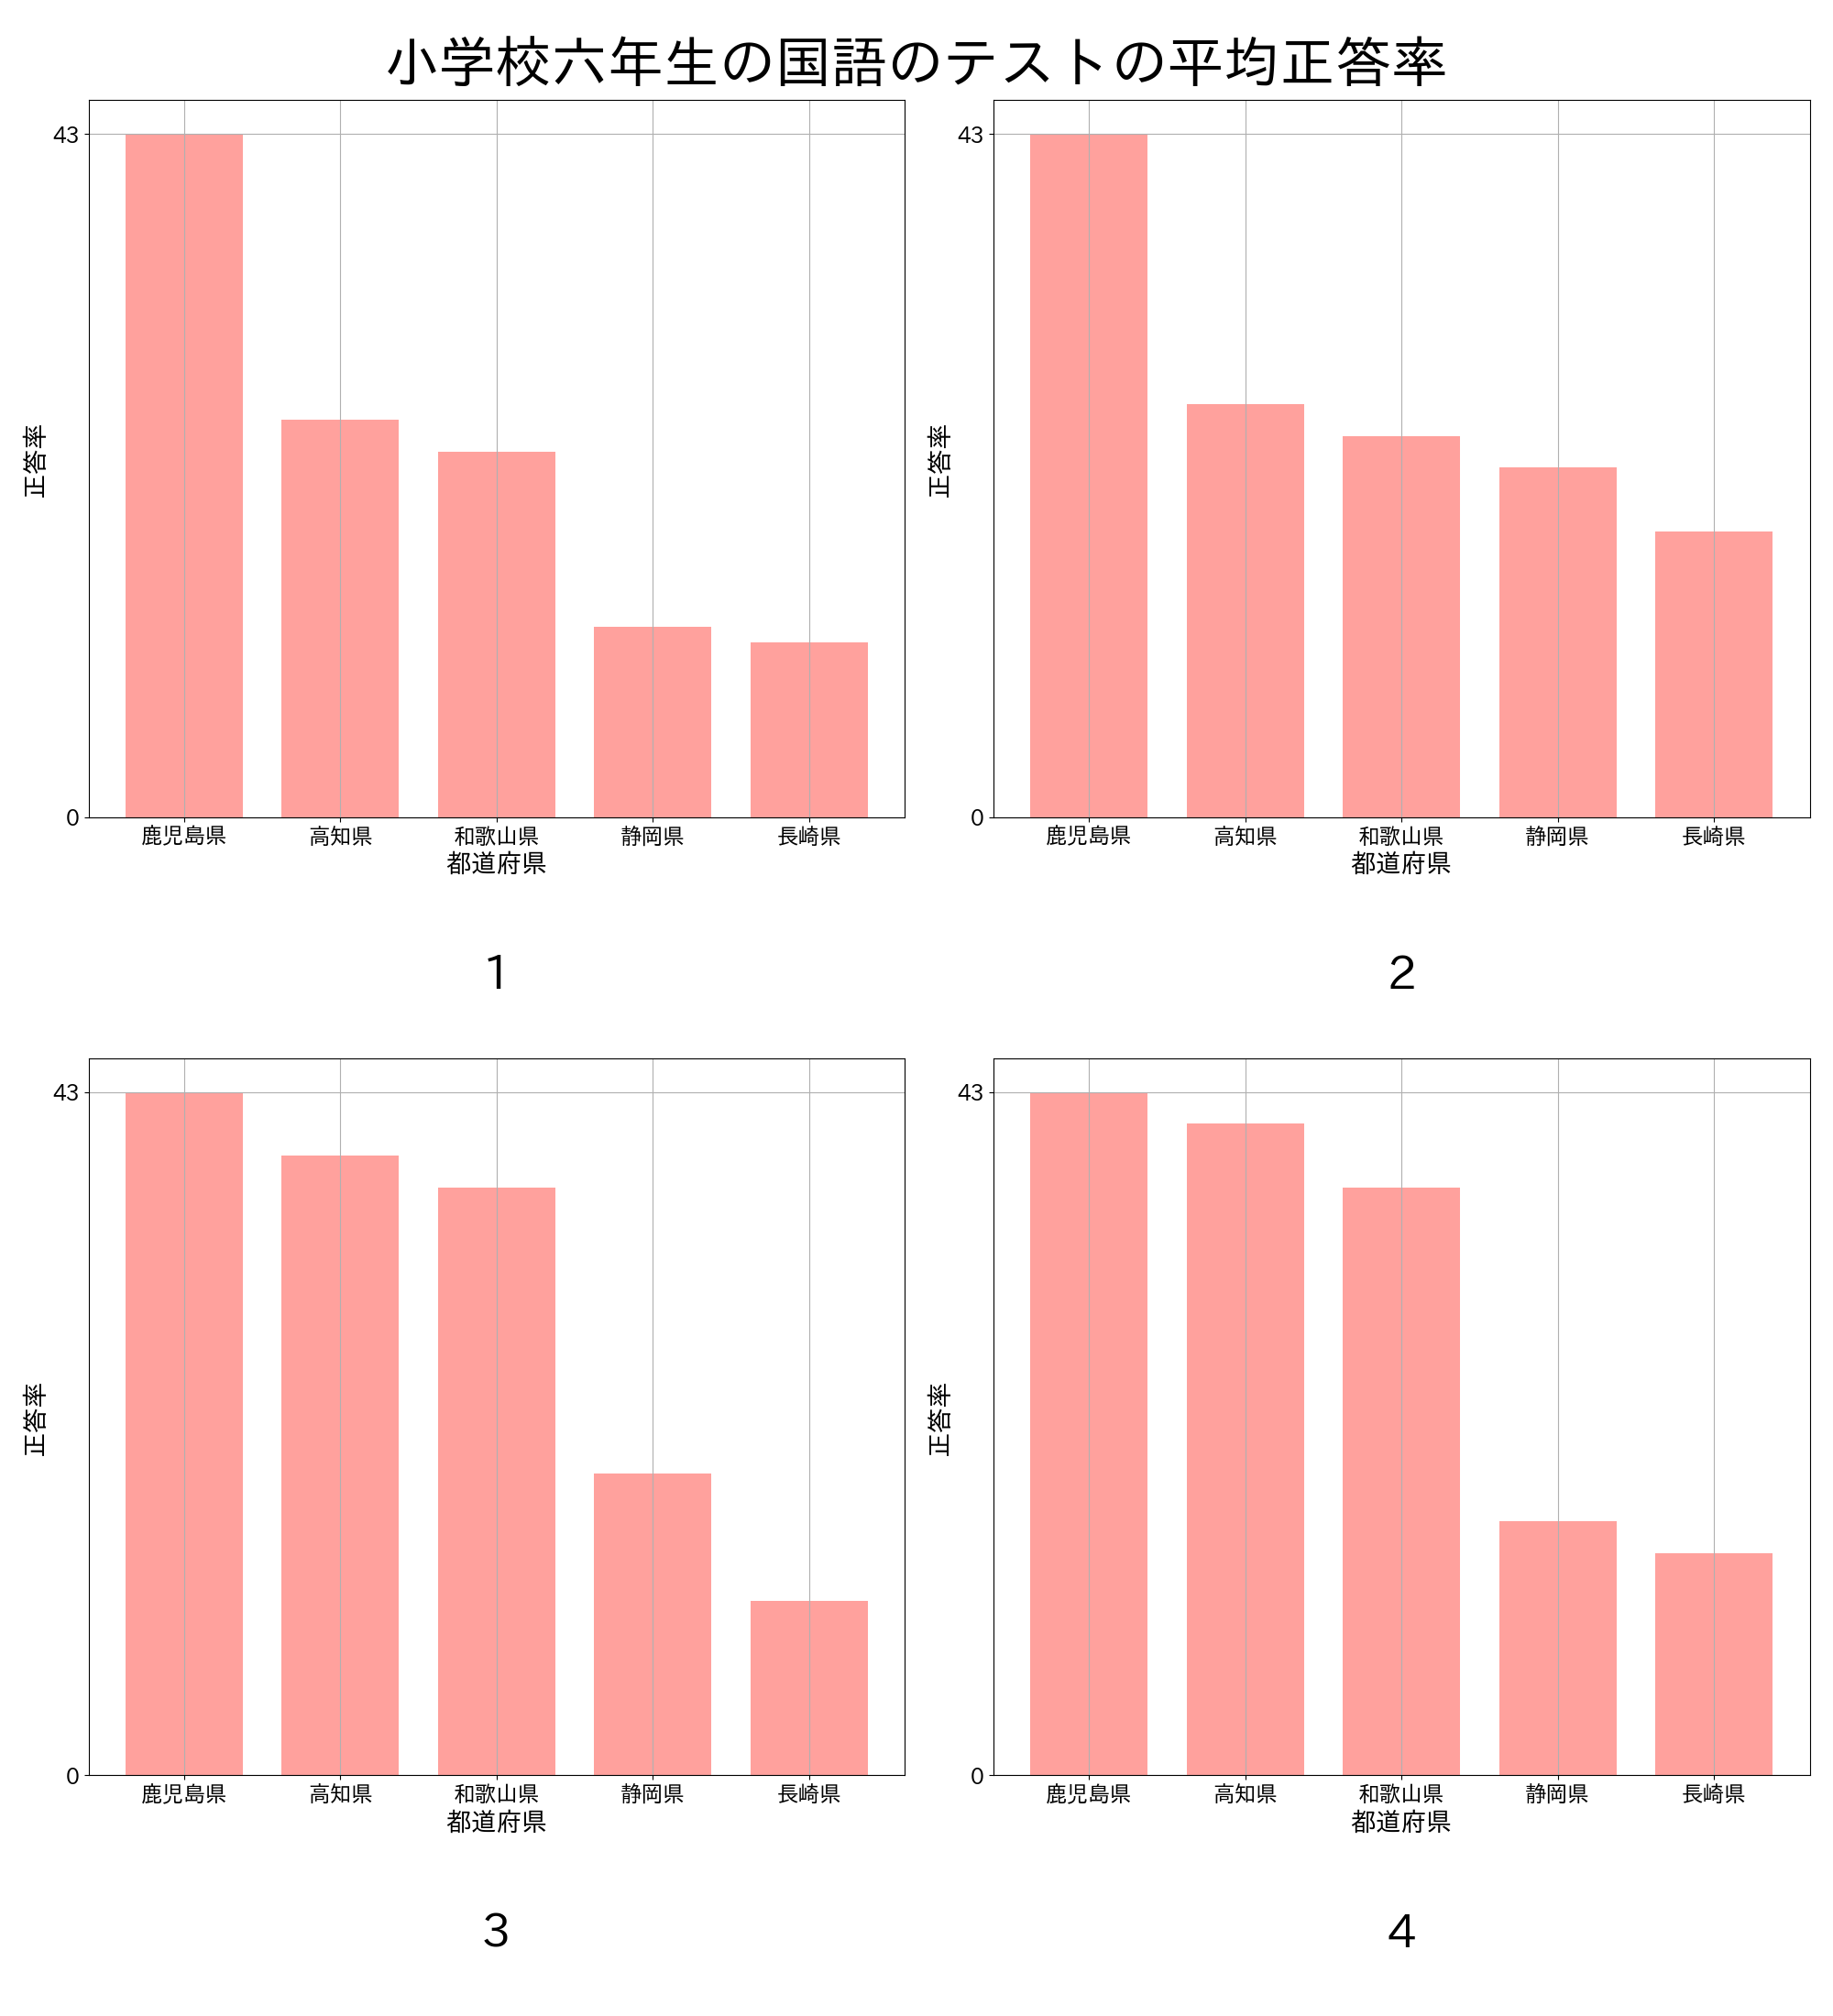 小学校六年生の国語のテストの平均正答率
43
0
正答率
鹿児島県 高知県 和歌山県 静岡県 長崎県
都道府県
1
43
0
正答率
鹿児島県 高知県 和歌山県 静岡県 長崎県
都道府県
2
43
0
正答率
鹿児島県 高知県 和歌山県 静岡県 長崎県
都道府県
3
43
0
正答率
鹿児島県 高知県 和歌山県 静岡県 長崎県
都道府県
4